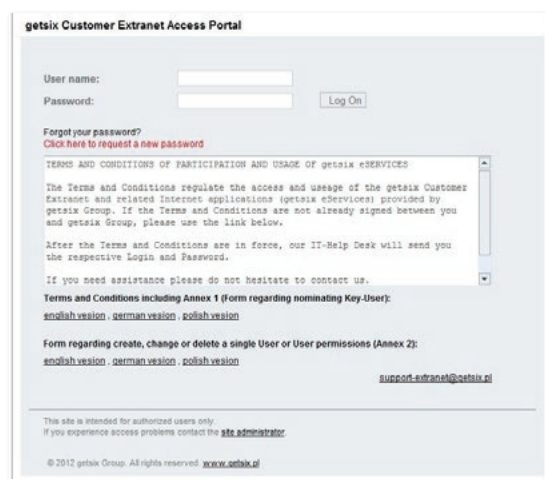 getsix Customer Extranet Access Portal
User name:
Password:
Log On
Forgot your password?
Click here to request a new password
TERMS AND CONDITIONS OF PARTICIPATION AND USAGE OF getsix eSERVICES
The Terms and Conditions regulate the access and useage of the getsix Customer
Extranet and related Internet applications (getsix eServices) provided by
getsix Group. If the Terms and Conditions are not already signed between you
and getsix Group, please use the link below.
After the Terms and Conditions are in force, our IT-Help Desk will send you
the respective Login and Password.
If you need assistance please do not hesitate to contact us.
Terms and Conditions including Annex 1 (Form regarding nominating Key-User):
english vesion , german vesion , polish vesion
Form regarding create, change or delete a single User or User permissions (Annex 2):
english vesion , german vesion , polish vesion
support-extranet@getsix.pl
This site is intended for authorized users only.
If you experience access problems contact the site administrator.
© 2012 getsix Group. All rights reserved. www.getsix.pl